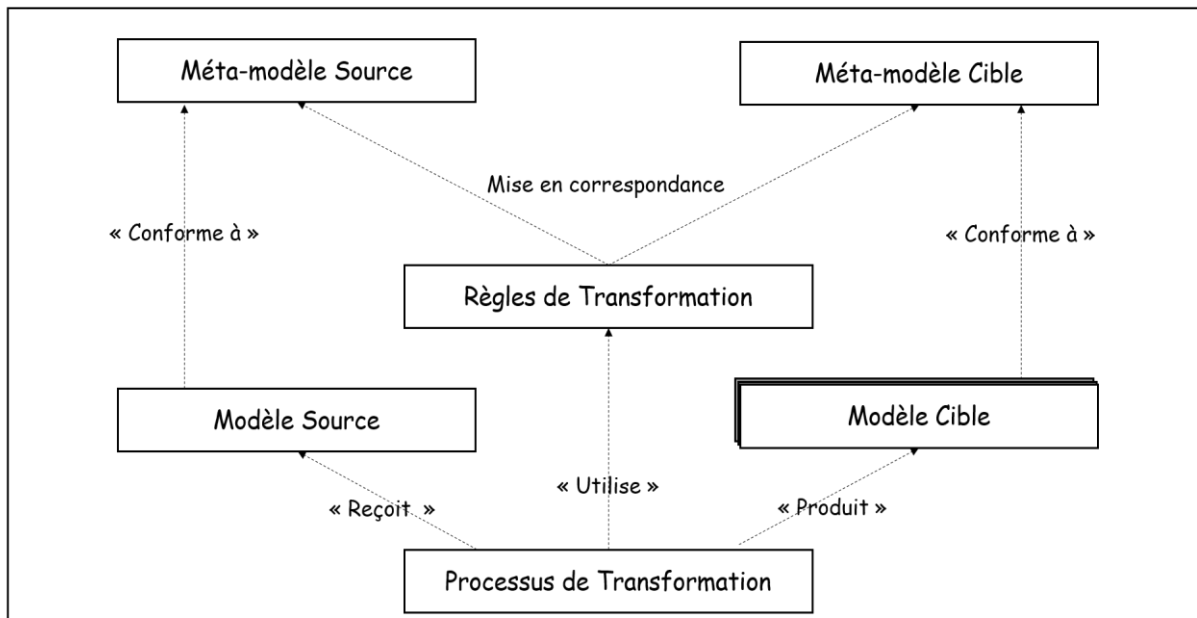 Méta-modèle Source
Méta-modèle Cible
Mise en correspondance
« Conforme à »
« Conforme à »
Règles de Transformation
Modèle Source
Modèle Cible
« Utilise »
« Reçoit  »
« Produit »
Processus de Transformation